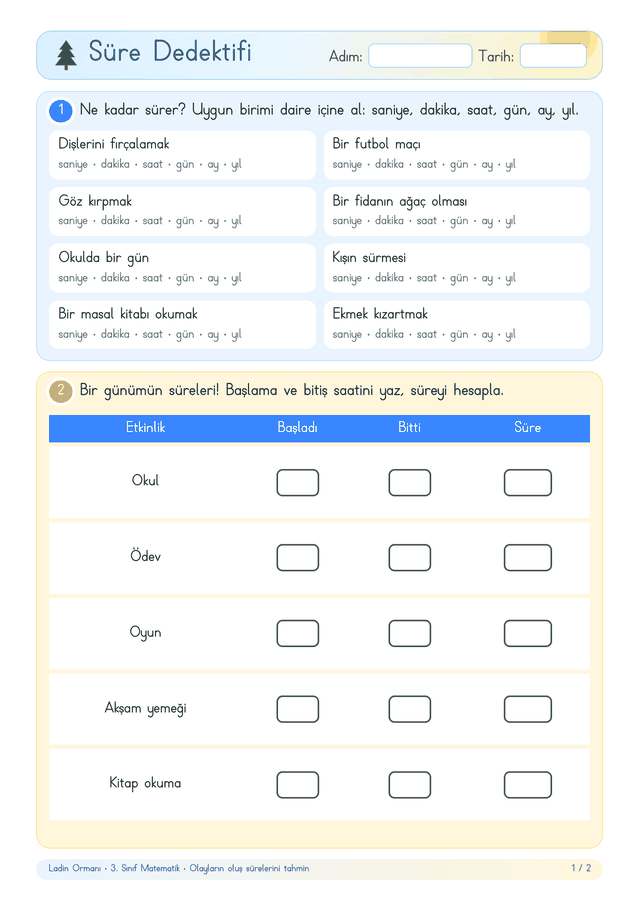 Süre Dedektifi
Adım:
Tarih:
1 Ne kadar sürer? Uygun birimi daire içine al: saniye, dakika, saat, gün, ay, yıl.
Dişlerini fırçalamak
saniye · dakika · saat · gün · ay · yıl
Bir futbol maçı
saniye · dakika · saat · gün · ay · yıl
Göz kırpmak
saniye · dakika · saat · gün · ay · yıl
Bir fidanın ağaç olması
saniye · dakika · saat · gün · ay · yıl
Okulda bir gün
saniye · dakika · saat · gün · ay · yıl
Kışın sürmesi
saniye · dakika · saat · gün · ay · yıl
Bir masal kitabı okumak
saniye · dakika · saat · gün · ay · yıl
Ekmek kızartmak
saniye · dakika · saat · gün · ay · yıl
2 Bir günümün süreleri! Başlama ve bitiş saatini yaz, süreyi hesapla.
Etkinlik Başladı Bitti Süre
Okul
Ödev
Oyun
Akşam yemeği
Kitap okuma
Ladin Ormanı · 3. Sınıf Matematik · Olayların oluş sürelerini tahmin 1 / 2